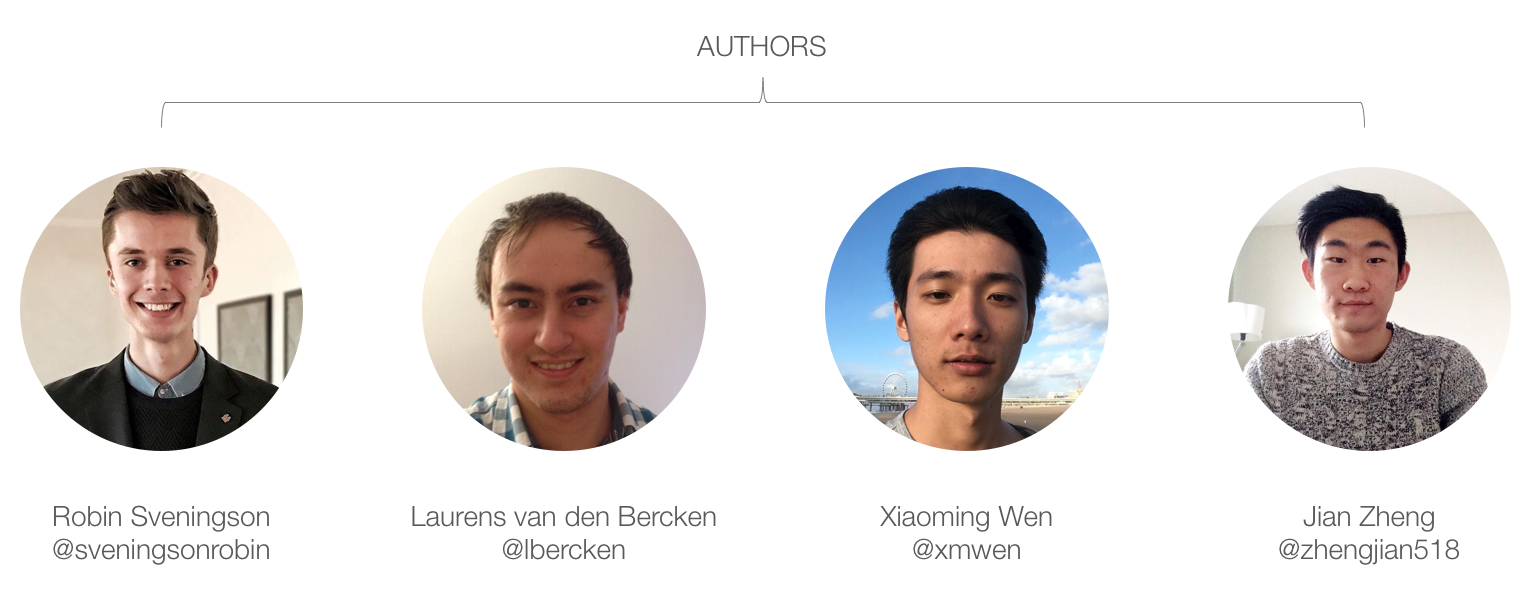 AUTHORS
Robin Sveningson
@sveningsonrobin
Laurens van den Bercken
@lbercken
Xiaoming Wen
@xmwen
Jian Zheng
@zhengjian518